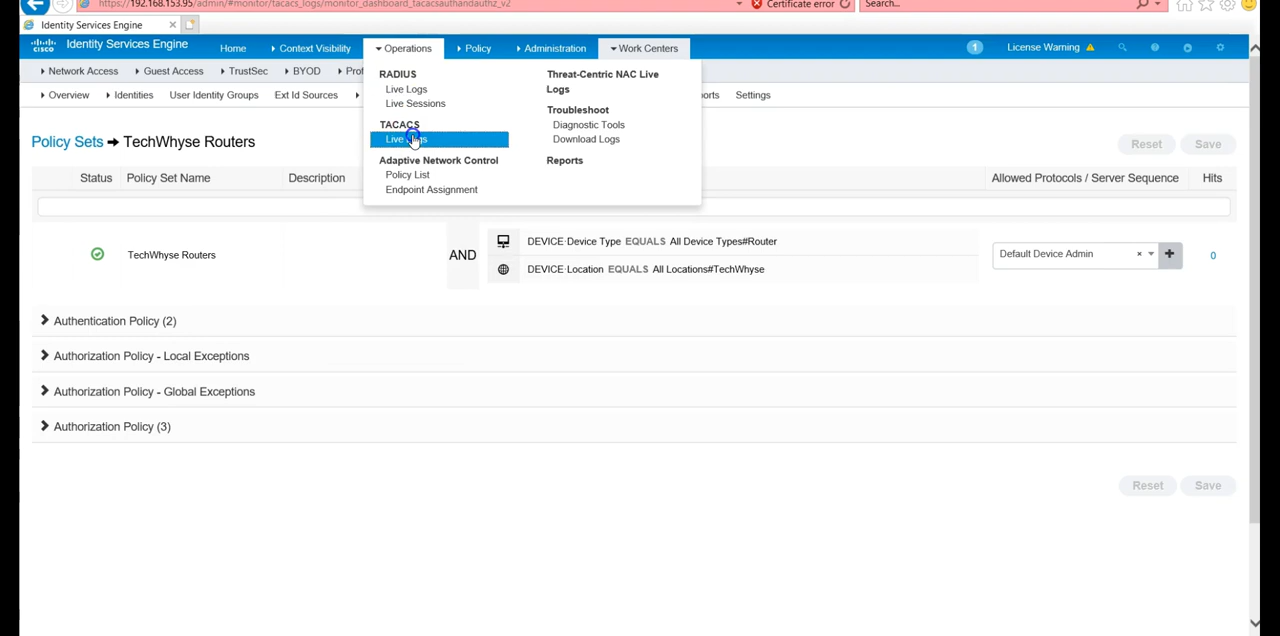 https://192.168.153.95/admin/#monitor/tacacs_logs/monitor_dashboard_tacacsauthandauthz_v2
Certificate error
Search...
Identity Services Engine
cisco
Identity Services Engine
Home
Context Visibility
Operations
Policy
Administration
Work Centers
1
License Warning
Network Access
Guest Access
TrustSec
BYOD
Overview
Identities
User Identity Groups
Ext Id Sources
Settings
RADIUS
Live Logs
Live Sessions
TACACS
Live Logs
Adaptive Network Control
Policy List
Endpoint Assignment
Threat-Centric NAC Live
Logs
Troubleshoot
Diagnostic Tools
Download Logs
Reports
Policy Sets
TechWhyse Routers
Reset
Save
Status
Policy Set Name
Description
Allowed Protocols / Server Sequence
Hits
TechWhyse Routers
AND
DEVICE·Device Type EQUALS All Device Types#Router
DEVICE·Location EQUALS All Locations#TechWhyse
Default Device Admin
×
+
0
Authentication Policy (2)
Authorization Policy - Local Exceptions
Authorization Policy - Global Exceptions
Authorization Policy (3)
Reset
Save